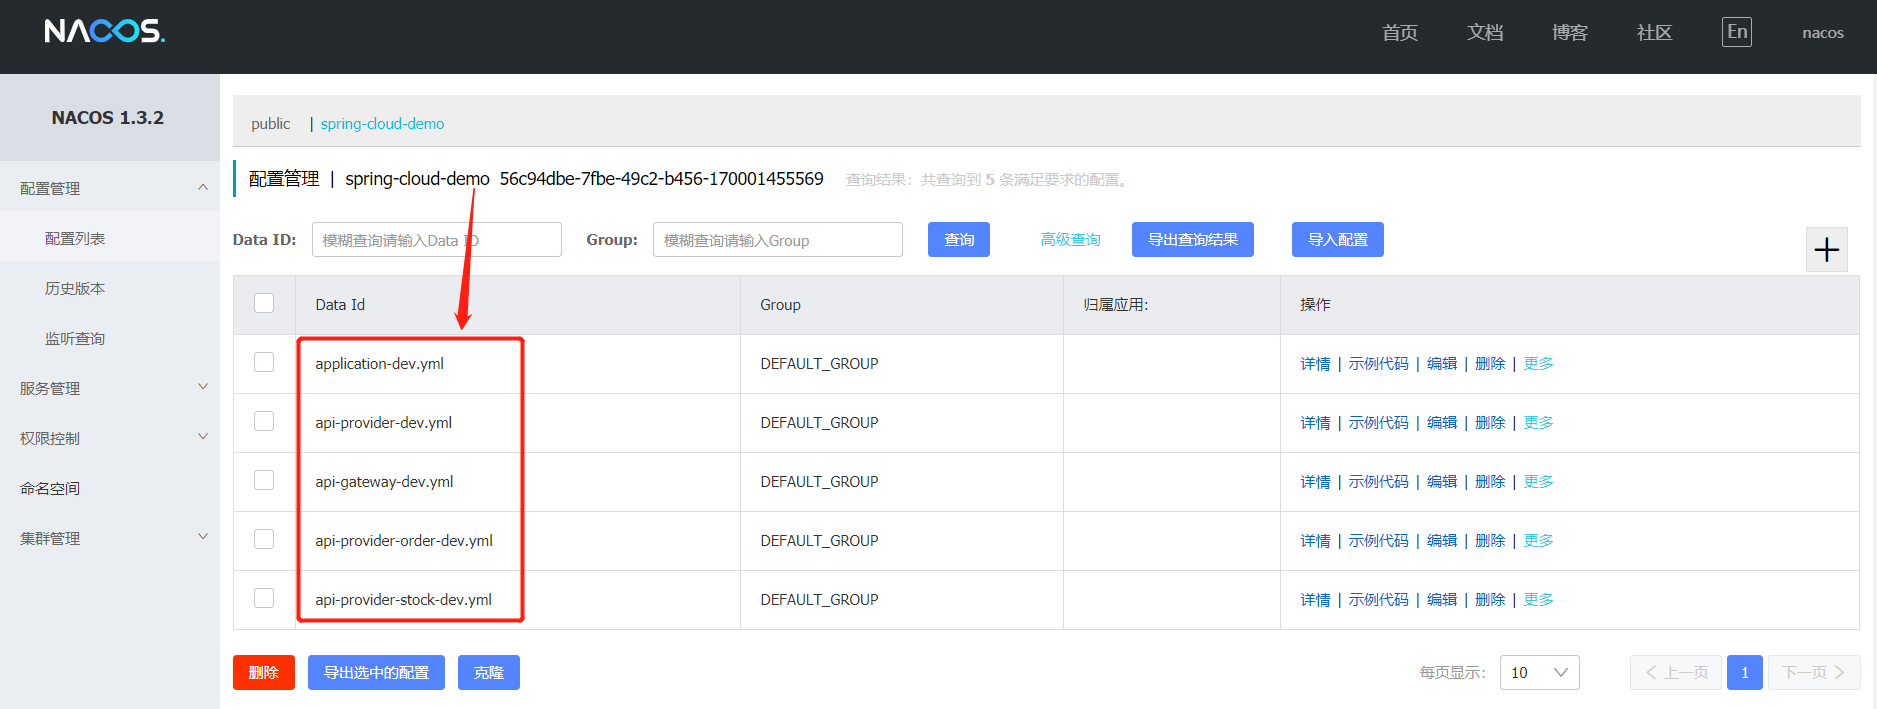 NACOS.
首页 文档 博客 社区 En nacos
NACOS 1.3.2
配置管理
配置列表
历史版本
监听查询
服务管理
权限控制
命名空间
集群管理
public | spring-cloud-demo
配置管理 | spring-cloud-demo 56c94dbe-7fbe-49c2-b456-170001455569 查询结果：共查询到 5 条满足要求的配置。
Data ID: 模糊查询请输入Data ID Group: 模糊查询请输入Group 查询 高级查询 导出查询结果 导入配置
Data Id Group 归属应用: 操作
application-dev.yml DEFAULT_GROUP 详情 | 示例代码 | 编辑 | 删除 | 更多
api-provider-dev.yml DEFAULT_GROUP 详情 | 示例代码 | 编辑 | 删除 | 更多
api-gateway-dev.yml DEFAULT_GROUP 详情 | 示例代码 | 编辑 | 删除 | 更多
api-provider-order-dev.yml DEFAULT_GROUP 详情 | 示例代码 | 编辑 | 删除 | 更多
api-provider-stock-dev.yml DEFAULT_GROUP 详情 | 示例代码 | 编辑 | 删除 | 更多
删除 导出选中的配置 克隆 每页显示: 10 上一页 1 下一页